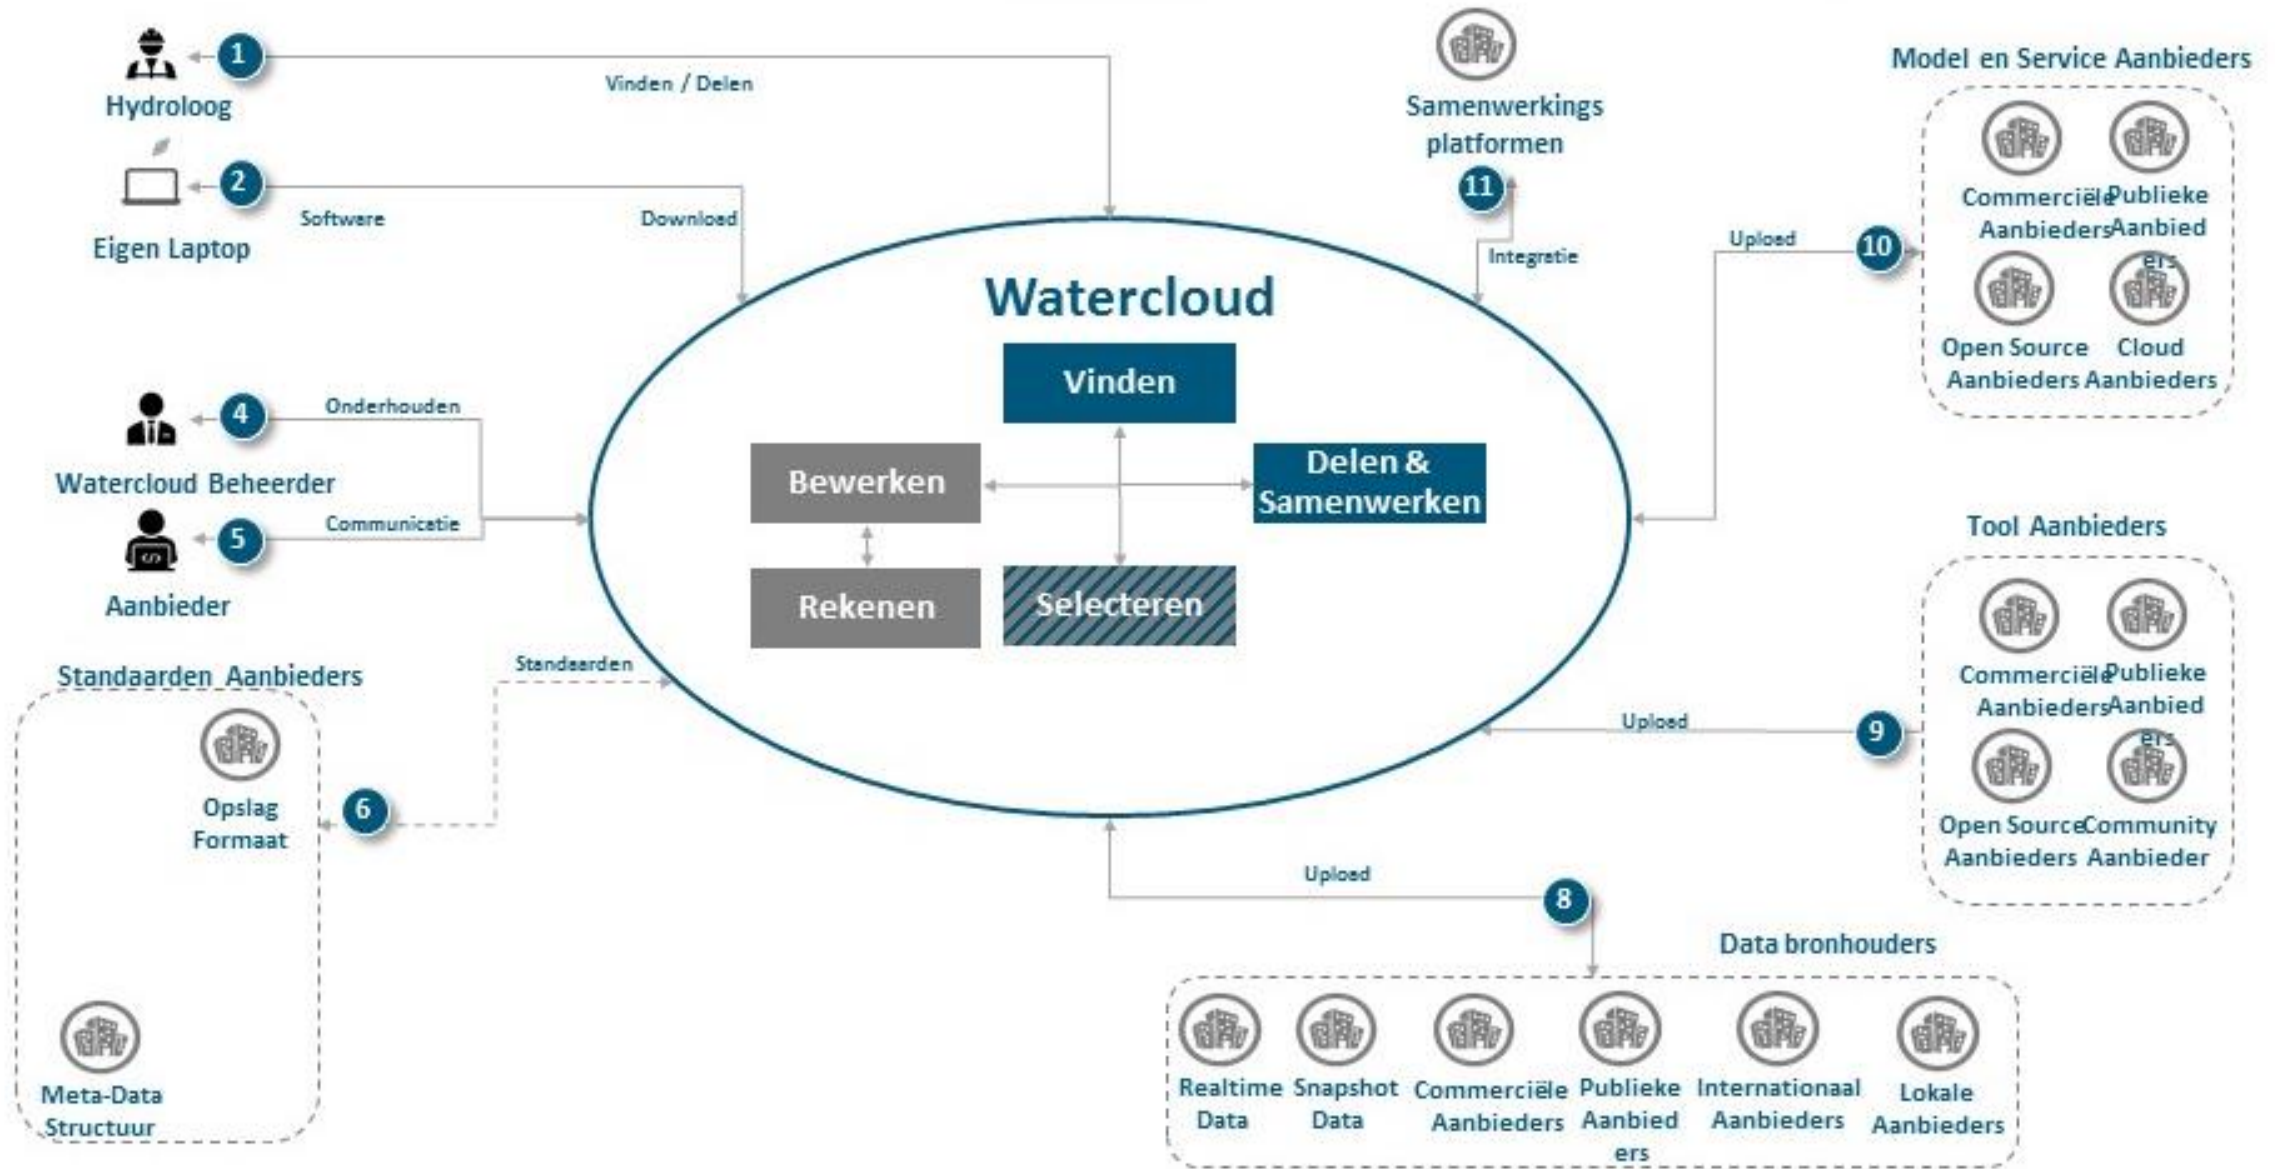 1
Hydroloog
Vinden / Delen
2
Eigen Laptop
Software
Download
Samenwerkings
platformen
11
Integratie
Model en Service Aanbieders
Commerciële
Aanbieders
Publieke
Aanbied
ers
Open Source
Aanbieders
Cloud
Aanbieders
Upload
10
Watercloud
Vinden
Bewerken
Delen &
Samenwerken
Rekenen
Selecteren
4
Onderhouden
Watercloud Beheerder
5
Communicatie
Aanbieder
Standaarden Aanbieders
Standaarden
Opslag
Formaat
6
Meta-Data
Structuur
Tool Aanbieders
Commerciële
Aanbieders
Publieke
Aanbied
ers
Open Source
Aanbieders
Community
Aanbieder
Upload
9
Upload
8
Data bronhouders
Realtime
Data
Snapshot
Data
Commerciële
Aanbieders
Publieke
Aanbied
ers
Internationaal
Aanbieders
Lokale
Aanbieders